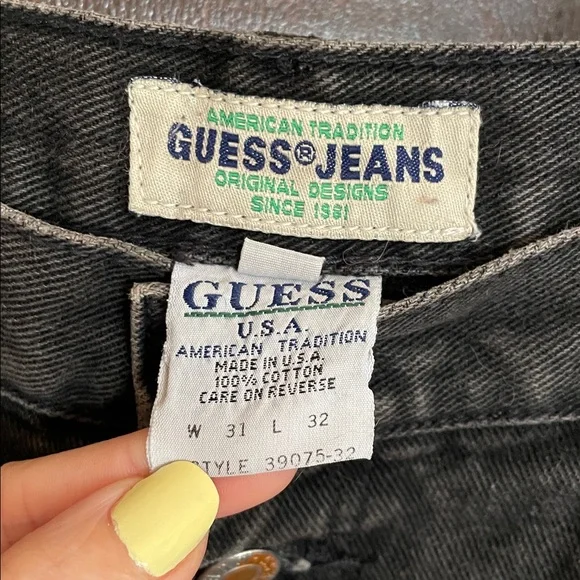 AMERICAN TRADITION
GUESS® JEANS
ORIGINAL DESIGNS
SINCE 1981
GUESS
U.S.A.
AMERICAN TRADITION
MADE IN U.S.A.
100% COTTON
CARE ON REVERSE
W 31 L 32
STYLE 39075-32